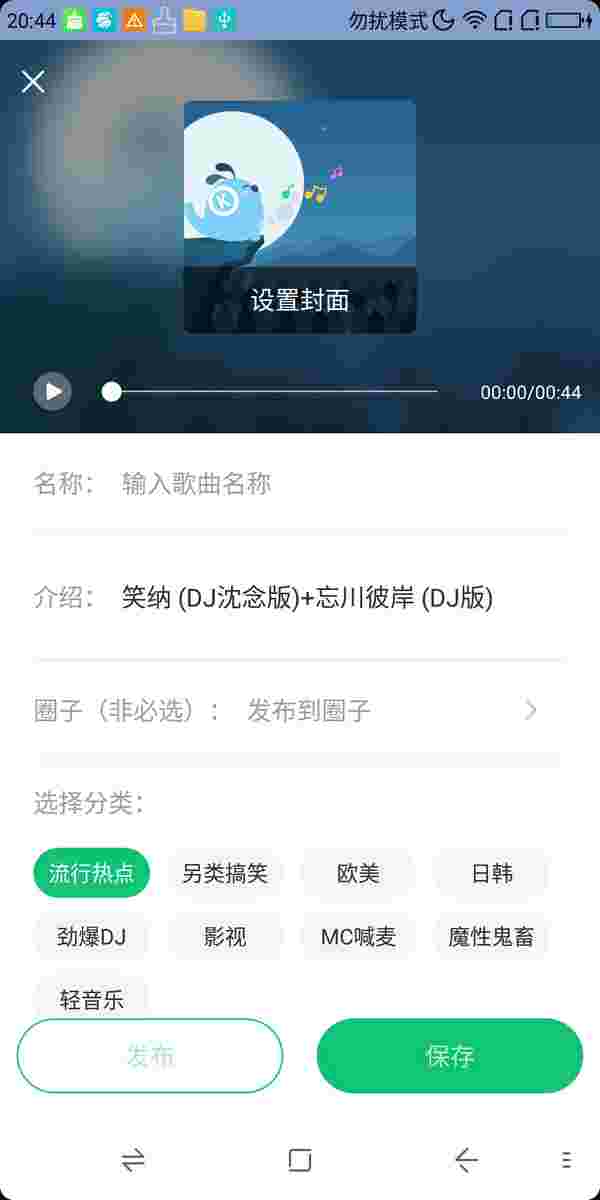 20:44 勿扰模式
K
设置封面
00:00/00:44
名称： 输入歌曲名称
介绍： 笑纳 (DJ沈念版)+忘川彼岸 (DJ版)
圈子（非必选）： 发布到圈子
选择分类：
流行热点 另类搞笑 欧美 日韩
劲爆DJ 影视 MC喊麦 魔性鬼畜
轻音乐
发布 保存